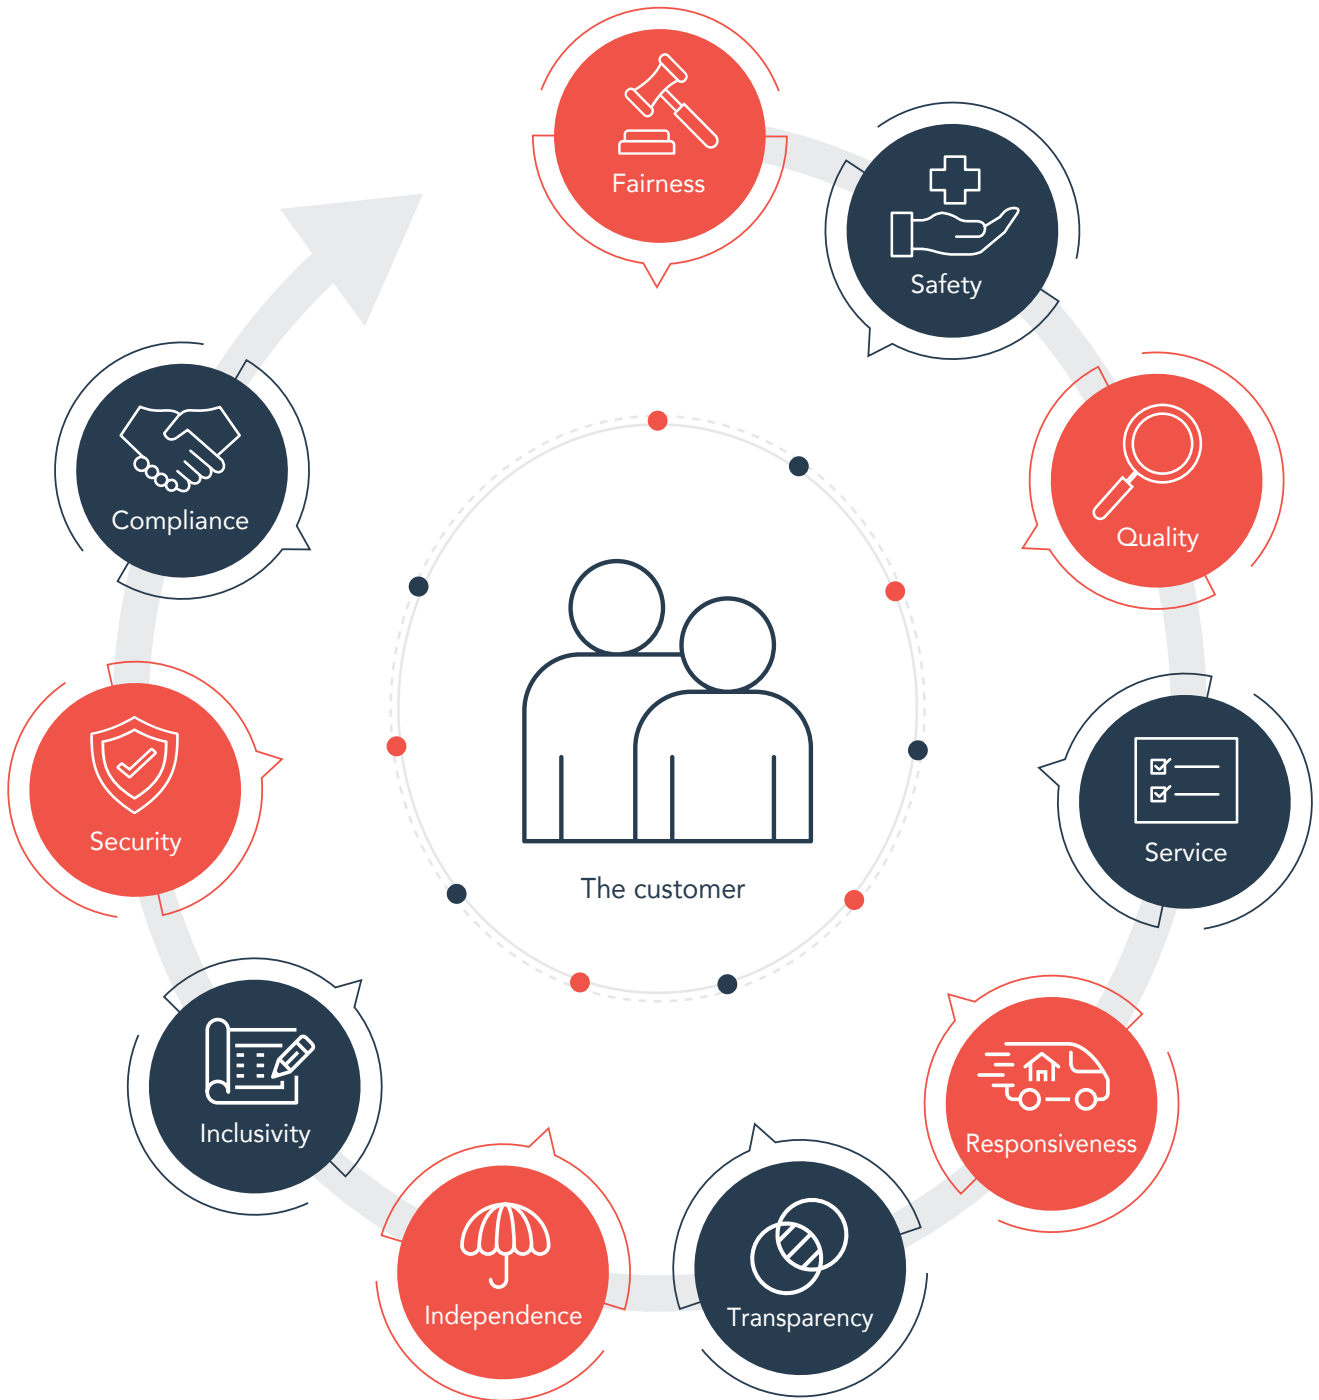 Fairness
Safety
Quality
Service
Responsiveness
Transparency
Independence
Inclusivity
Security
Compliance
The customer